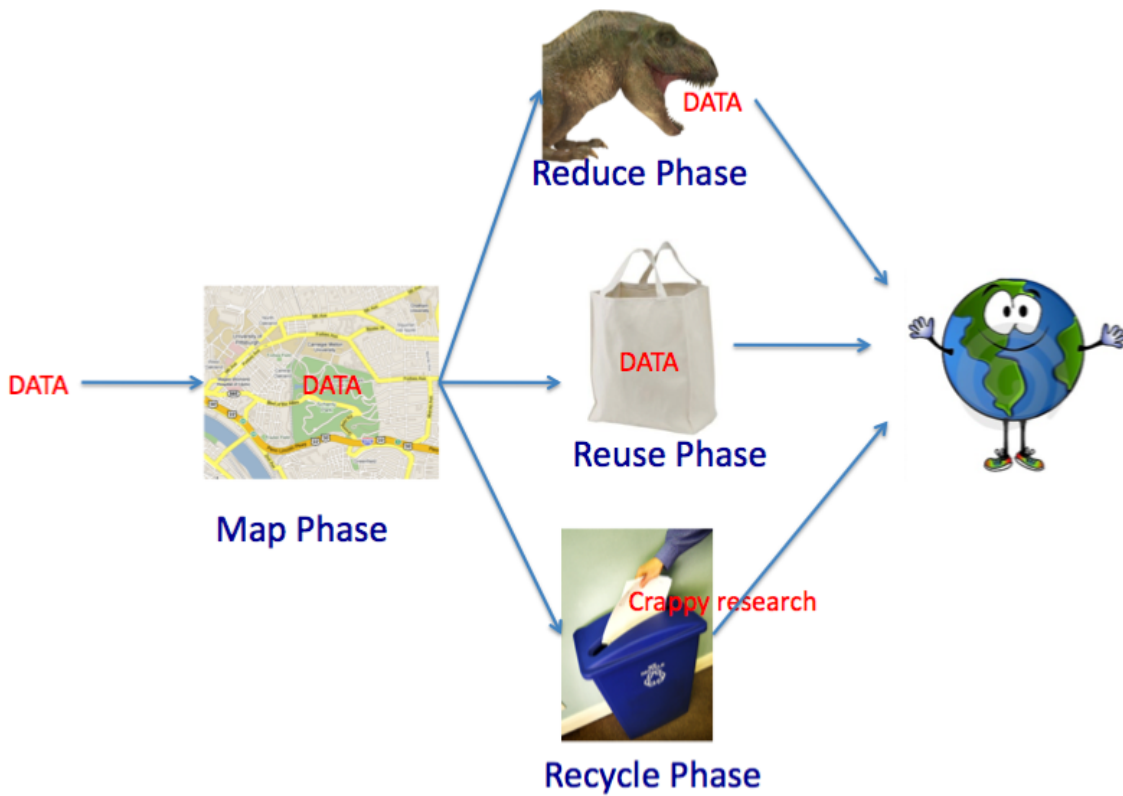 DATA
Reduce Phase
DATA
DATA
DATA
Reuse Phase
Map Phase
Crappy research
Recycle Phase